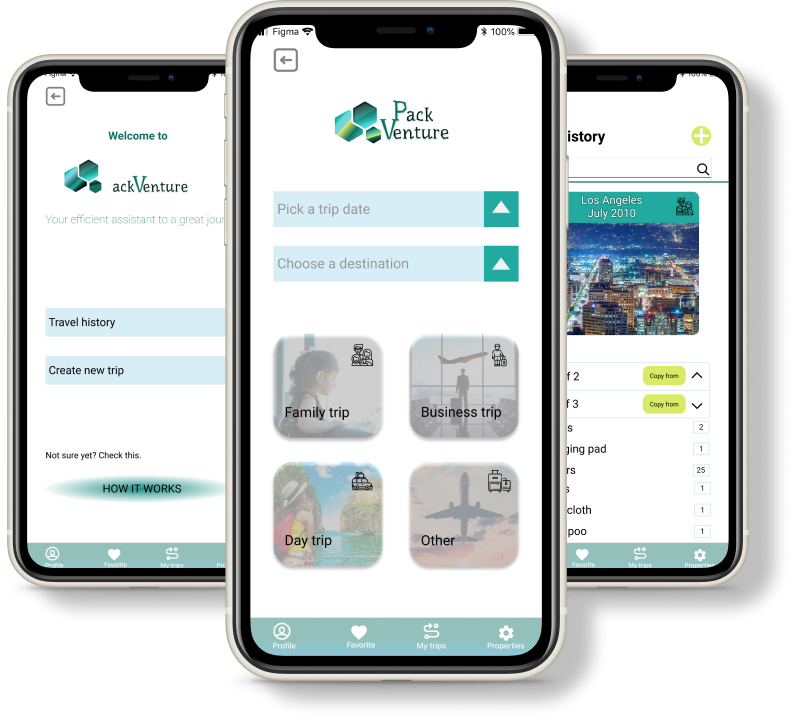 Figma
100%
Pack
Venture
Pick a trip date
Choose a destination
Family trip
Business trip
Day trip
Other
Profile
Favorite
My trips
Properties
Welcome to
ackVenture
Your efficient assistant to a great jour
Travel history
Create new trip
Not sure yet? Check this.
HOW IT WORKS
Profile
Favorite
My trips
Pr
istory
Los Angeles
July 2010
f 2
Copy from
f 3
Copy from
s
2
ging pad
1
rs
25
s
1
cloth
1
poo
1
Favorite
My trips
Properties